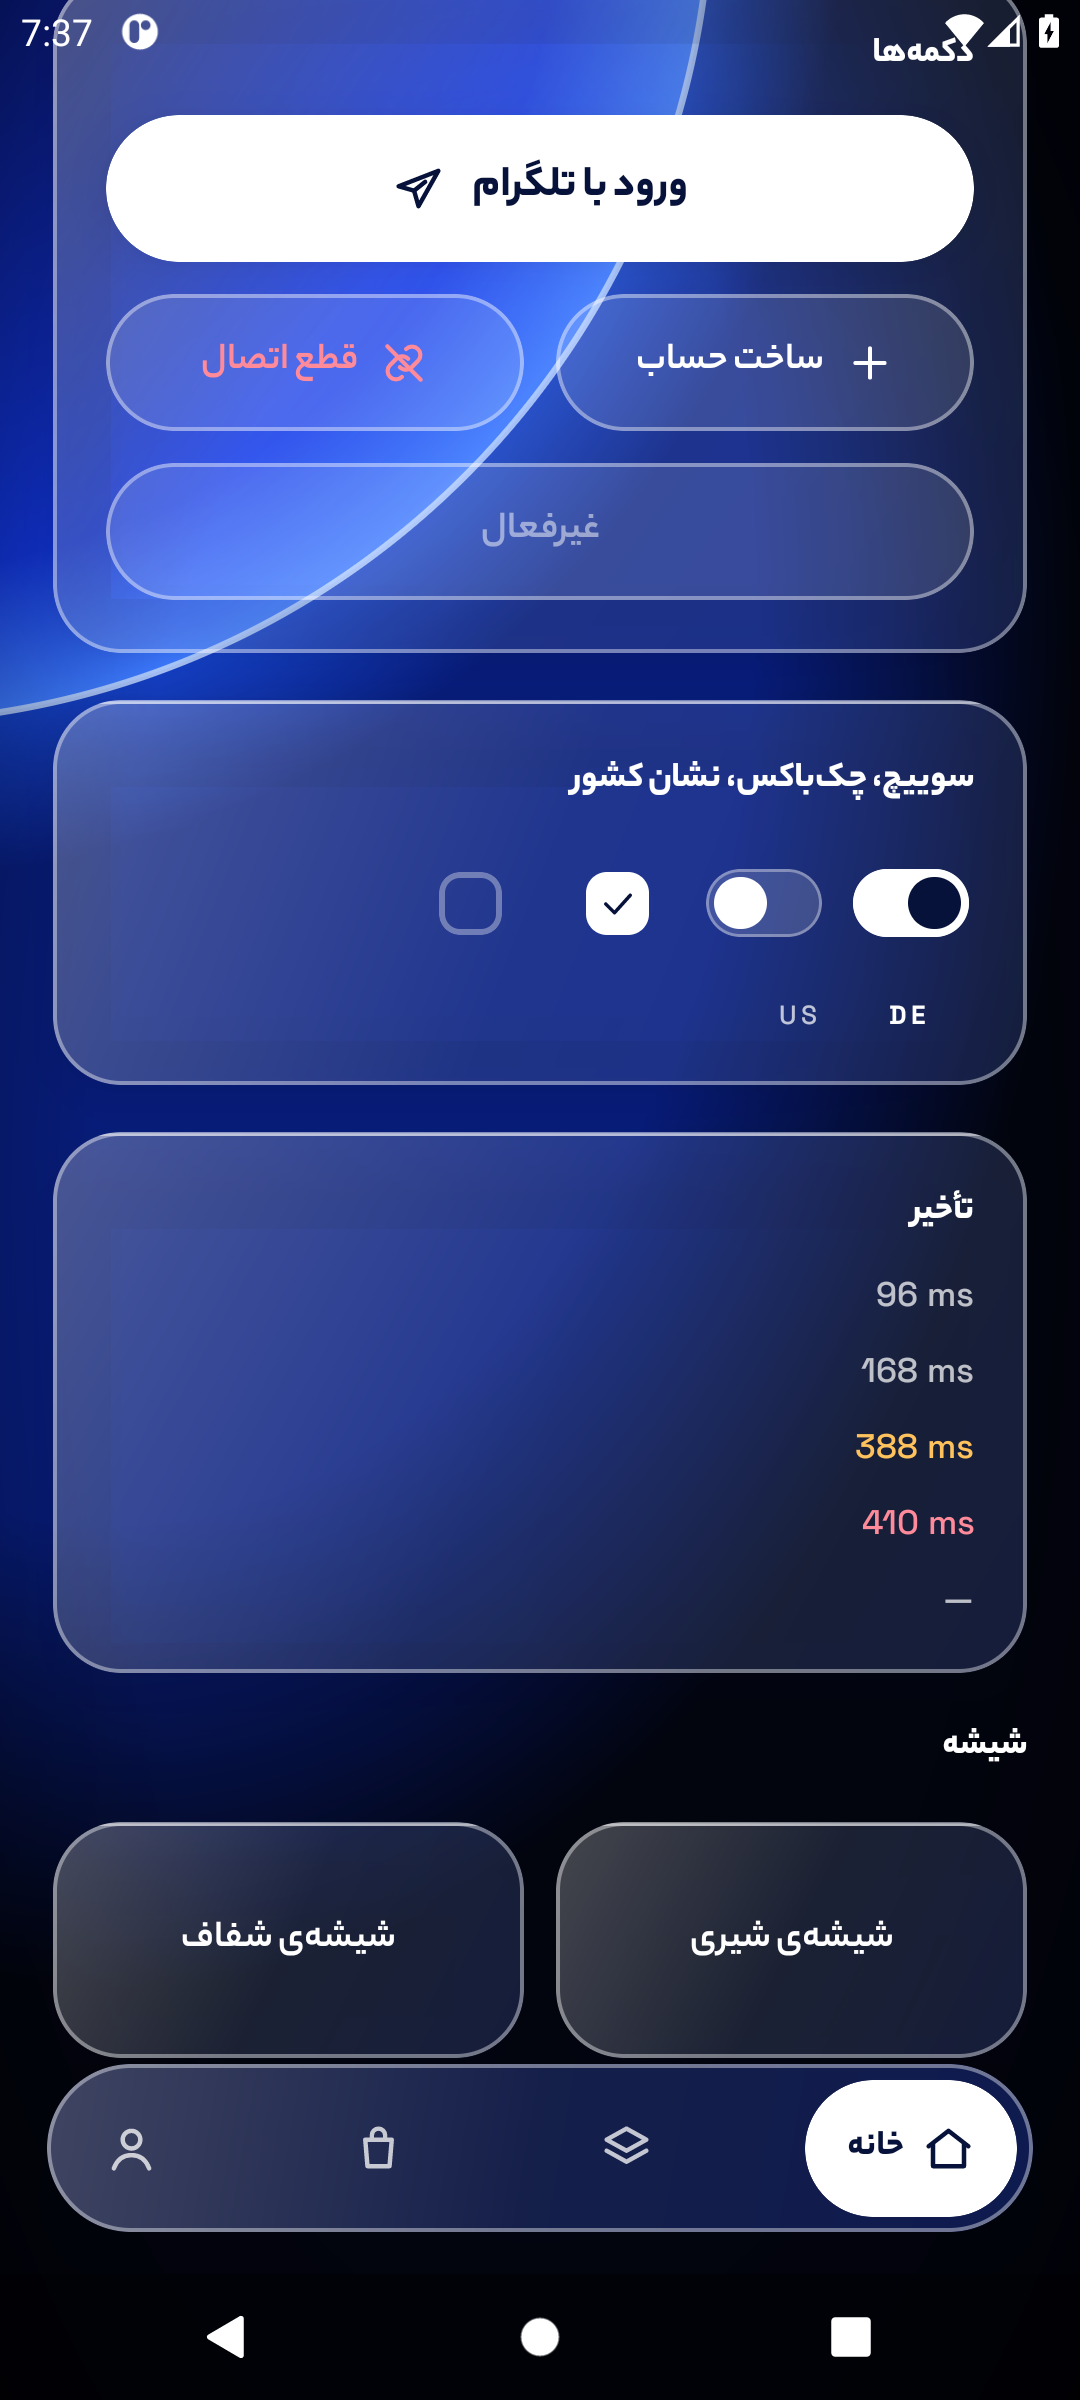 7:37
دکمه‌ها
ورود با تلگرام
ساخت حساب
قطع اتصال
غیرفعال
سوییچ، چک‌باکس، نشان کشور
DE
US
تأخیر
96 ms
168 ms
388 ms
410 ms
—
شیشه
شیشه‌ی شیری
شیشه‌ی شفاف
خانه